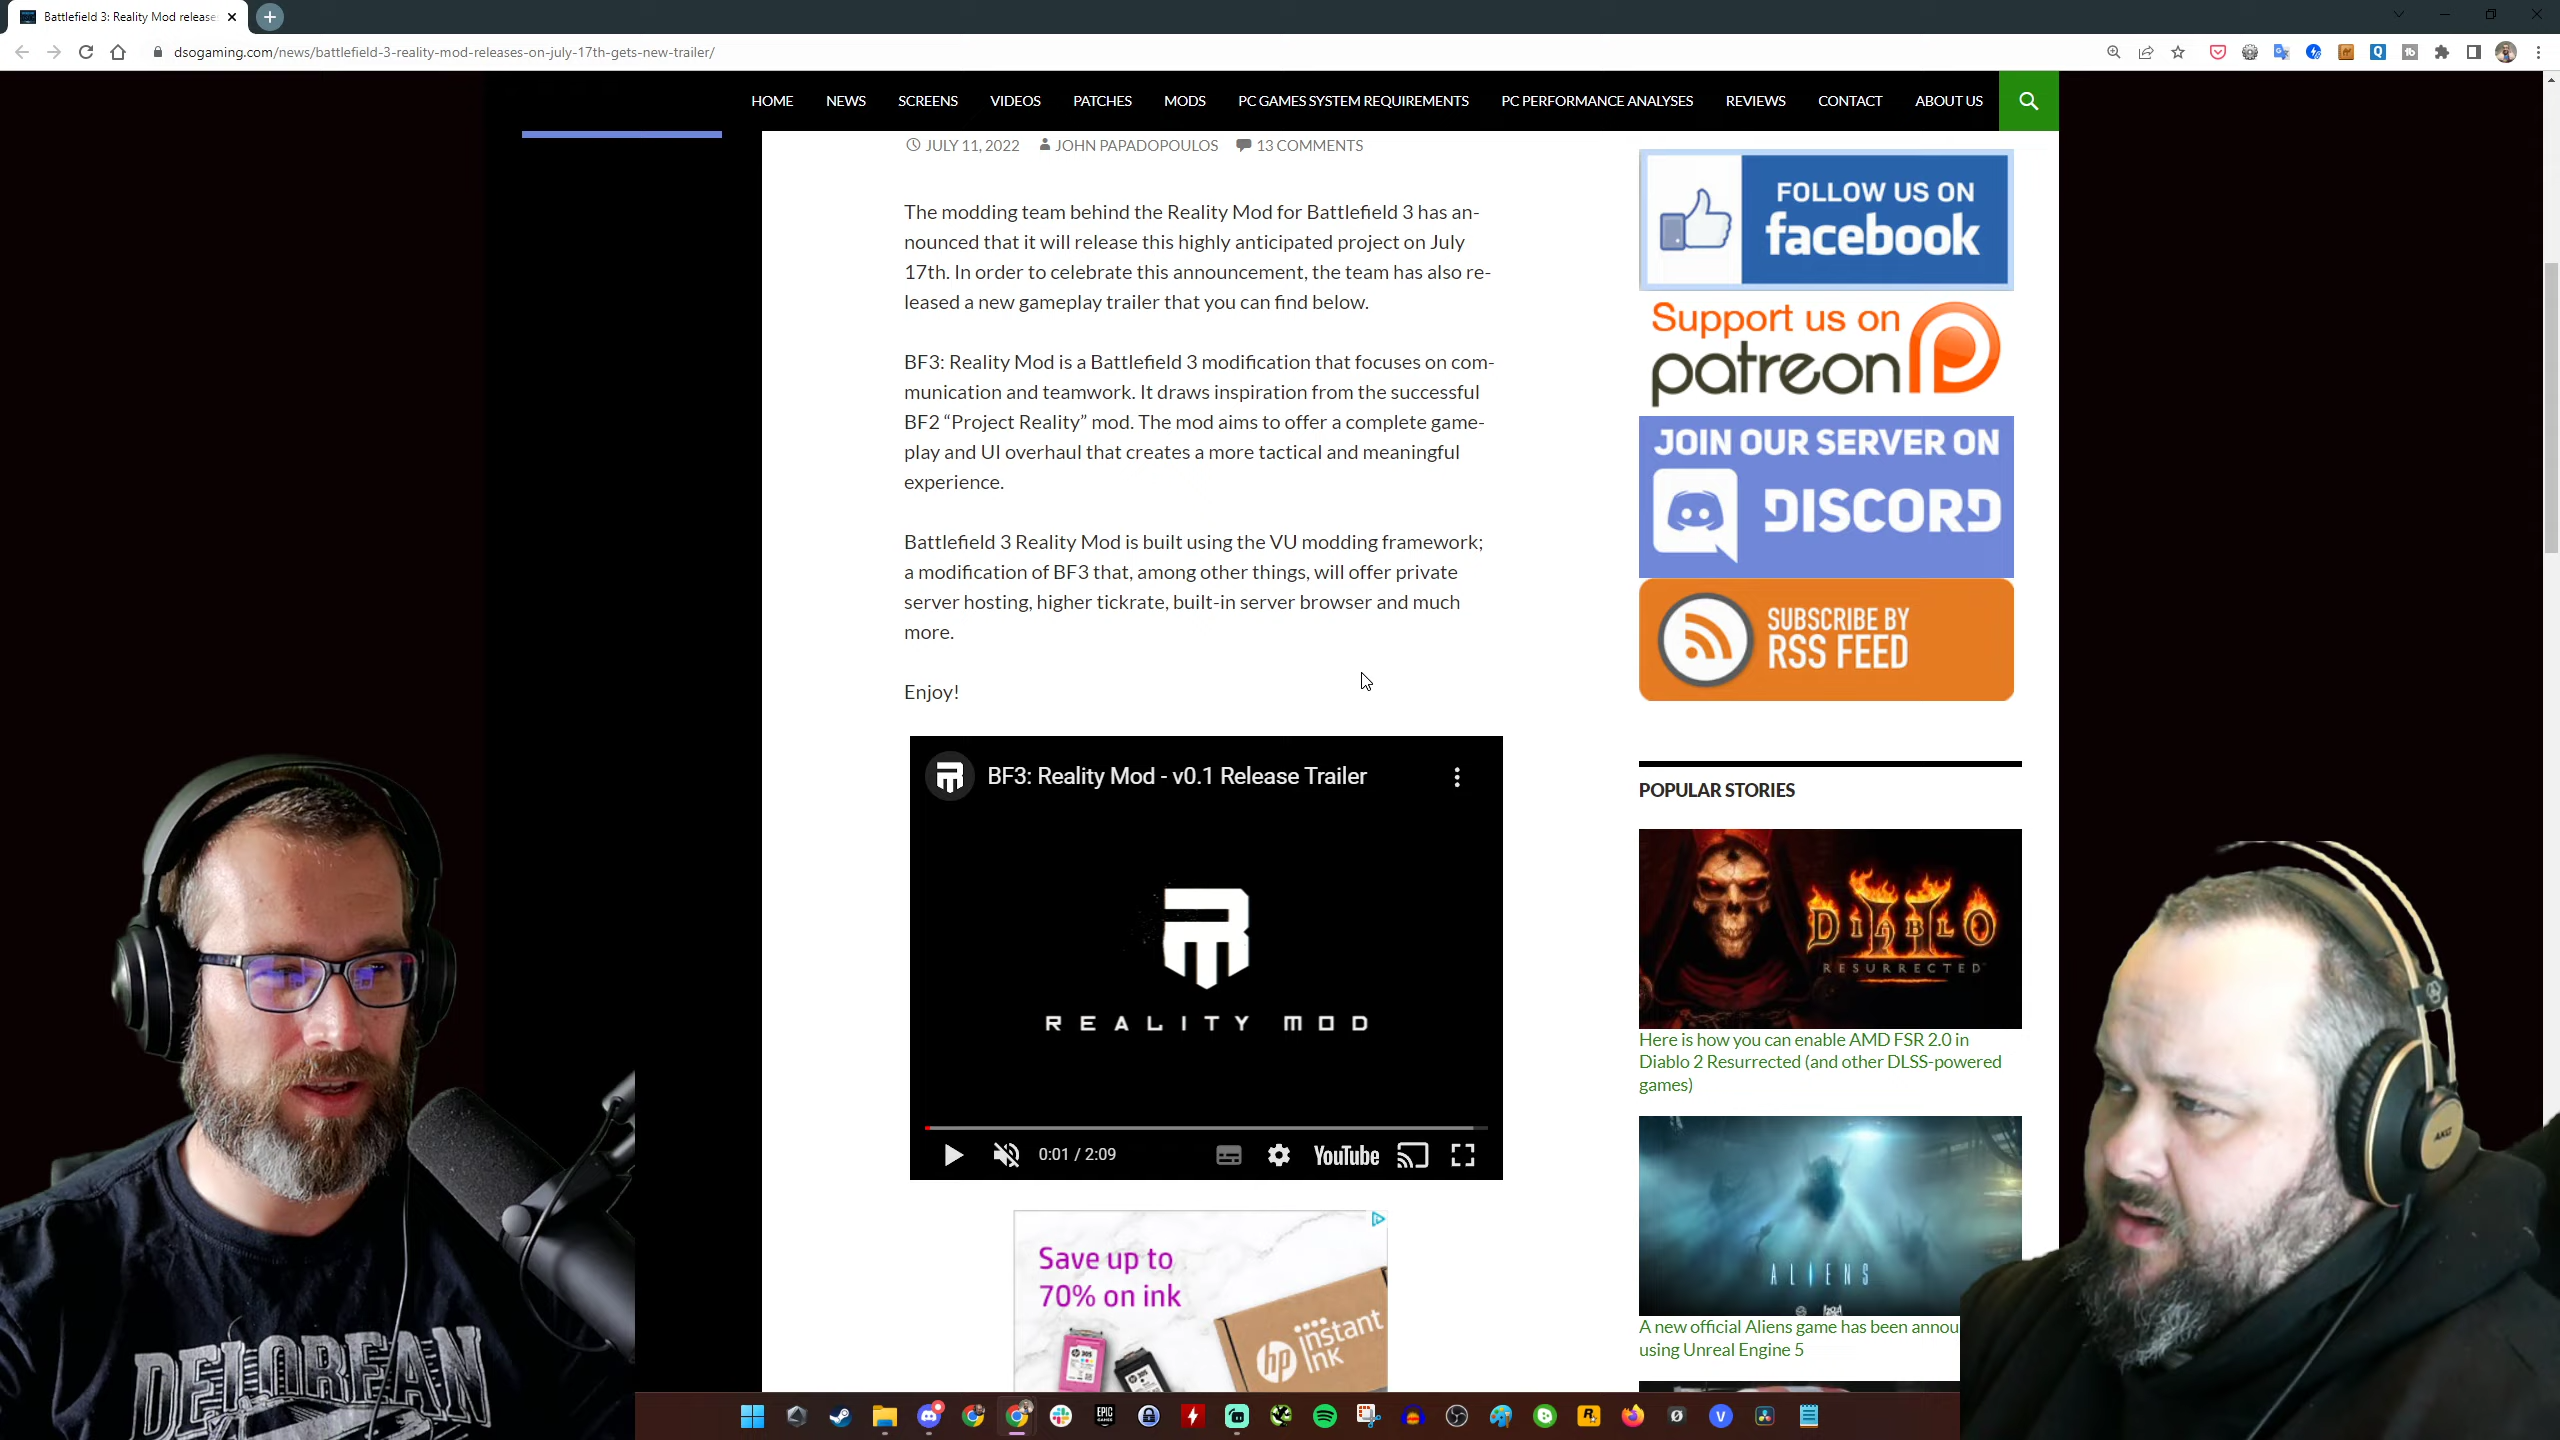 Battlefield 3: Reality Mod release
dsogaming.com/news/battlefield-3-reality-mod-releases-on-july-17th-gets-new-trailer/
HOME NEWS SCREENS VIDEOS PATCHES MODS PC GAMES SYSTEM REQUIREMENTS PC PERFORMANCE ANALYSES REVIEWS CONTACT ABOUT US
JULY 11, 2022 JOHN PAPADOPOULOS 13 COMMENTS
The modding team behind the Reality Mod for Battlefield 3 has an-
nounced that it will release this highly anticipated project on July
17th. In order to celebrate this announcement, the team has also re-
leased a new gameplay trailer that you can find below.
BF3: Reality Mod is a Battlefield 3 modification that focuses on com-
munication and teamwork. It draws inspiration from the successful
BF2 “Project Reality” mod. The mod aims to offer a complete game-
play and UI overhaul that creates a more tactical and meaningful
experience.
Battlefield 3 Reality Mod is built using the VU modding framework;
a modification of BF3 that, among other things, will offer private
server hosting, higher tickrate, built-in server browser and much
more.
Enjoy!
BF3: Reality Mod - v0.1 Release Trailer
REALITY MOD
0:01 / 2:09
YouTube
Save up to
70% on ink
hp instant
ink
305
FOLLOW US ON
facebook
Support us on
patreon
JOIN OUR SERVER ON
DISCORD
SUBSCRIBE BY
RSS FEED
POPULAR STORIES
DIABLO II
RESURRECTED
Here is how you can enable AMD FSR 2.0 in
Diablo 2 Resurrected (and other DLSS-powered
games)
ALIENS
A new official Aliens game has been annou
using Unreal Engine 5
DELOREAN
AKG
EPIC
GAMES